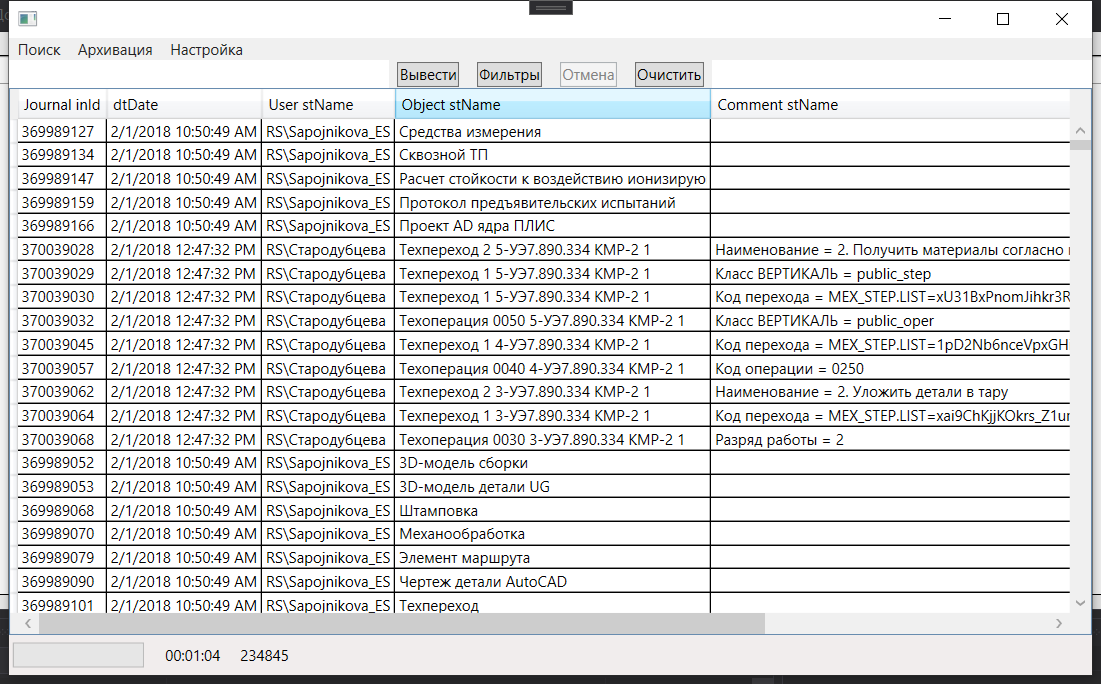 Поиск Архивация Настройка
Вывести Фильтры Отмена Очистить
Journal inId dtDate User stName Object stName Comment stName
369989127 2/1/2018 10:50:49 AM RS\Sapojnikova_ES Средства измерения
369989134 2/1/2018 10:50:49 AM RS\Sapojnikova_ES Сквозной ТП
369989147 2/1/2018 10:50:49 AM RS\Sapojnikova_ES Расчет стойкости к воздействию ионизирую
369989159 2/1/2018 10:50:49 AM RS\Sapojnikova_ES Протокол предъявительских испытаний
369989166 2/1/2018 10:50:49 AM RS\Sapojnikova_ES Проект AD ядра ПЛИС
370039028 2/1/2018 12:47:32 PM RS\Стародубцева Техпереход 2 5-УЭ7.890.334 КМР-2 1 Наименование = 2. Получить материалы согласно
370039029 2/1/2018 12:47:32 PM RS\Стародубцева Техпереход 1 5-УЭ7.890.334 КМР-2 1 Класс ВЕРТИКАЛЬ = public_step
370039030 2/1/2018 12:47:32 PM RS\Стародубцева Техпереход 1 5-УЭ7.890.334 КМР-2 1 Код перехода = MEX_STEP.LIST=xU31BxPnomJihkr3R
370039032 2/1/2018 12:47:32 PM RS\Стародубцева Техоперация 0050 5-УЭ7.890.334 КМР-2 1 Класс ВЕРТИКАЛЬ = public_oper
370039045 2/1/2018 12:47:32 PM RS\Стародубцева Техпереход 1 4-УЭ7.890.334 КМР-2 1 Код перехода = MEX_STEP.LIST=1pD2Nb6nceVpxGH
370039057 2/1/2018 12:47:32 PM RS\Стародубцева Техоперация 0040 4-УЭ7.890.334 КМР-2 1 Код операции = 0250
370039062 2/1/2018 12:47:32 PM RS\Стародубцева Техпереход 2 3-УЭ7.890.334 КМР-2 1 Наименование = 2. Уложить детали в тару
370039064 2/1/2018 12:47:32 PM RS\Стародубцева Техпереход 1 3-УЭ7.890.334 КМР-2 1 Код перехода = MEX_STEP.LIST=xai9ChKjjKOkrs_Z1ur
370039068 2/1/2018 12:47:32 PM RS\Стародубцева Техоперация 0030 3-УЭ7.890.334 КМР-2 1 Разряд работы = 2
369989052 2/1/2018 10:50:49 AM RS\Sapojnikova_ES 3D-модель сборки
369989053 2/1/2018 10:50:49 AM RS\Sapojnikova_ES 3D-модель детали UG
369989068 2/1/2018 10:50:49 AM RS\Sapojnikova_ES Штамповка
369989070 2/1/2018 10:50:49 AM RS\Sapojnikova_ES Механообработка
369989079 2/1/2018 10:50:49 AM RS\Sapojnikova_ES Элемент маршрута
369989090 2/1/2018 10:50:49 AM RS\Sapojnikova_ES Чертеж детали AutoCAD
369989101 2/1/2018 10:50:49 AM RS\Sapojnikova_ES Техпереход
00:01:04 234845